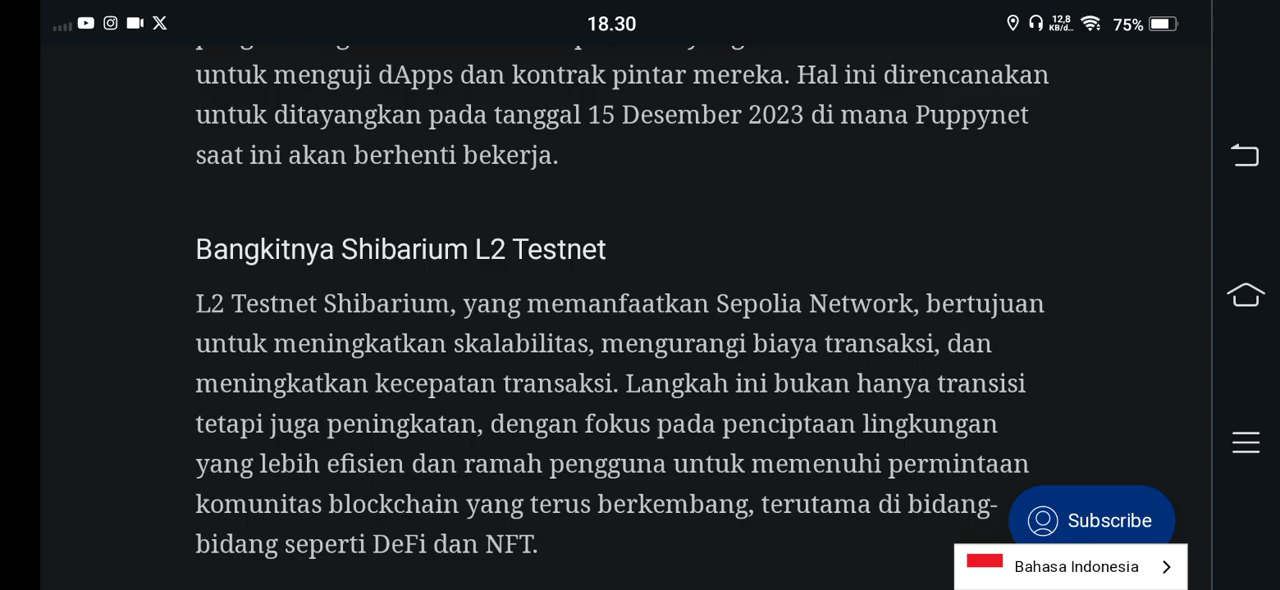 18.30
12,8
KB/d...
75%
untuk menguji dApps dan kontrak pintar mereka. Hal ini direncanakan
untuk ditayangkan pada tanggal 15 Desember 2023 di mana Puppynet
saat ini akan berhenti bekerja.
Bangkitnya Shibarium L2 Testnet
L2 Testnet Shibarium, yang memanfaatkan Sepolia Network, bertujuan
untuk meningkatkan skalabilitas, mengurangi biaya transaksi, dan
meningkatkan kecepatan transaksi. Langkah ini bukan hanya transisi
tetapi juga peningkatan, dengan fokus pada penciptaan lingkungan
yang lebih efisien dan ramah pengguna untuk memenuhi permintaan
komunitas blockchain yang terus berkembang, terutama di bidang-
bidang seperti DeFi dan NFT.
Subscribe
Bahasa Indonesia